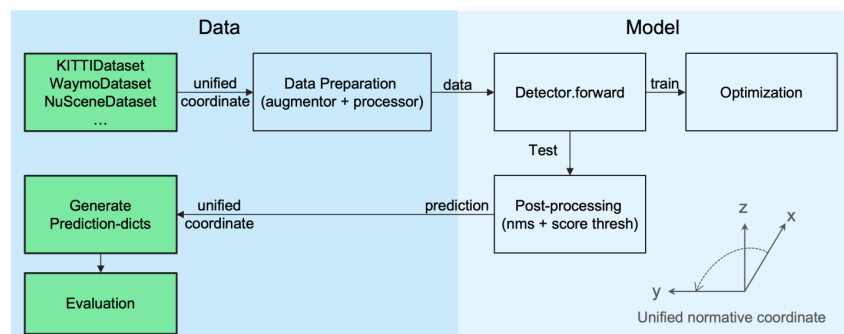 Data
Model
KITTIDataset
WaymoDataset
NuSceneDataset
...
unified
coordinate
Data Preparation
(augmentor + processor)
data
Detector.forward
train
Optimization
Test
Generate
Prediction-dicts
unified
coordinate
prediction
Post-processing
(nms + score thresh)
Evaluation
z
x
y
Unified normative coordinate